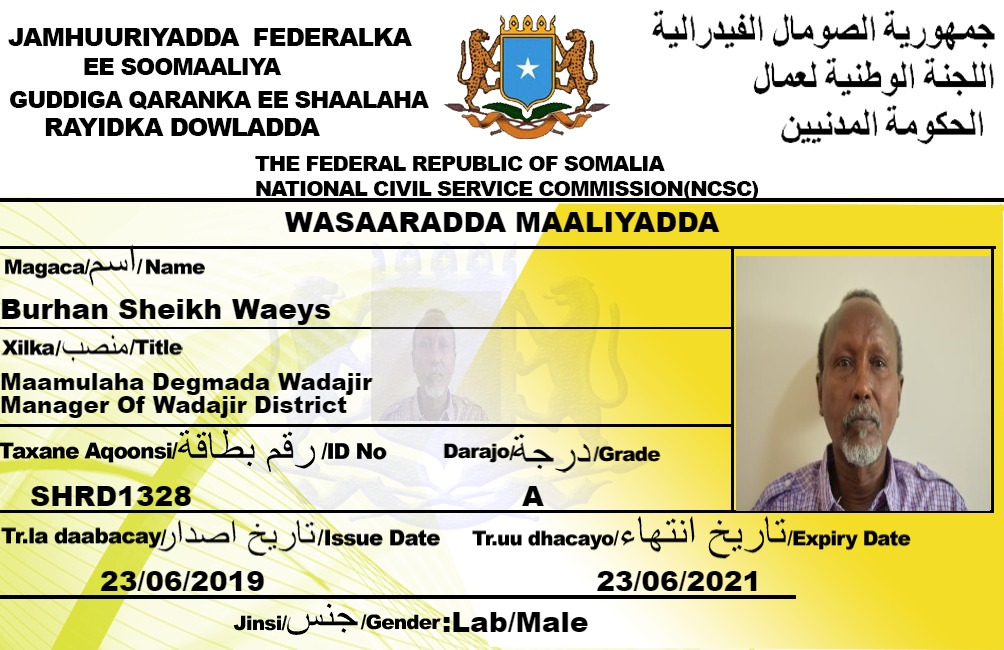 JAMHUURIYADDA FEDERALKA
EE SOOMAALIYA
GUDDIGA QARANKA EE SHAALAHA
RAYIDKA DOWLADDA
جمهورية الصومال الفيدرالية
اللجنة الوطنية لعمال
الحكومة المدنيين
THE FEDERAL REPUBLIC OF SOMALIA
NATIONAL CIVIL SERVICE COMMISSION(NCSC)
WASAARADDA MAALIYADDA
Magaca/اسم/Name
Burhan Sheikh Waeys
Xilka/منصب/Title
Maamulaha Degmada Wadajir
Manager Of Wadajir District
Taxane Aqoonsi/رقم بطاقة/ID No
Darajo/درجة/Grade
SHRD1328
A
Tr.la daabacay/تاريخ اصدار/Issue Date
Tr.uu dhacayo/تاريخ انتهاء/Expiry Date
23/06/2019
23/06/2021
Jinsi/جنس/Gender:Lab/Male